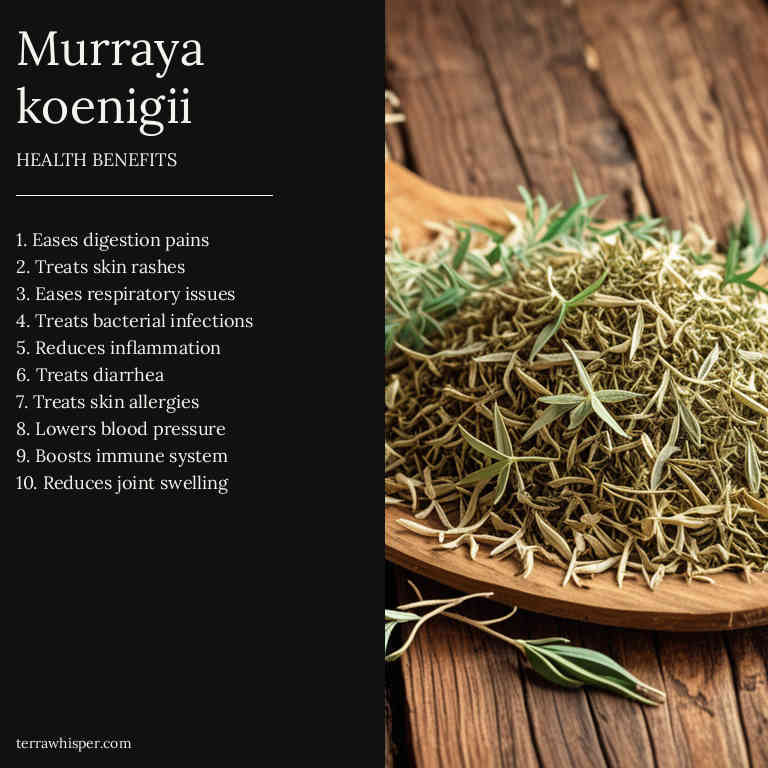 Murraya
koenigii
HEALTH BENEFITS
1. Eases digestion pains
2. Treats skin rashes
3. Eases respiratory issues
4. Treats bacterial infections
5. Reduces inflammation
6. Treats diarrhea
7. Treats skin allergies
8. Lowers blood pressure
9. Boosts immune system
10. Reduces joint swelling
terrawhisper.com